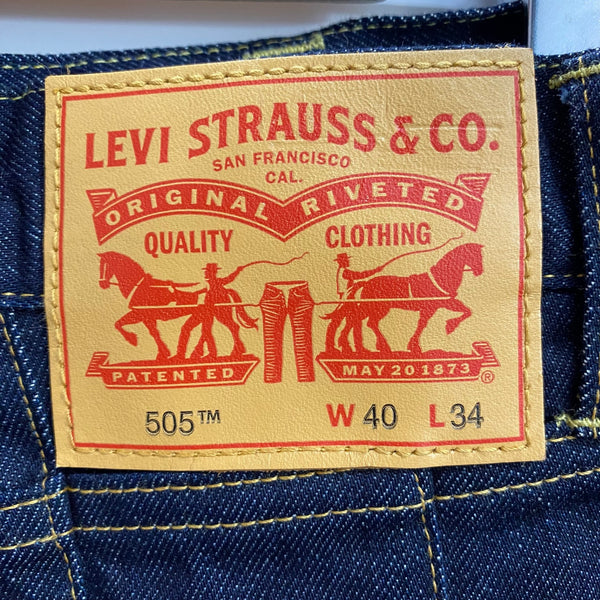 LEVI STRAUSS & CO.
SAN FRANCISCO
CAL.
ORIGINAL RIVETED
QUALITY CLOTHING
PATENTED MAY 20 1873 ®
505™ W 40 L 34